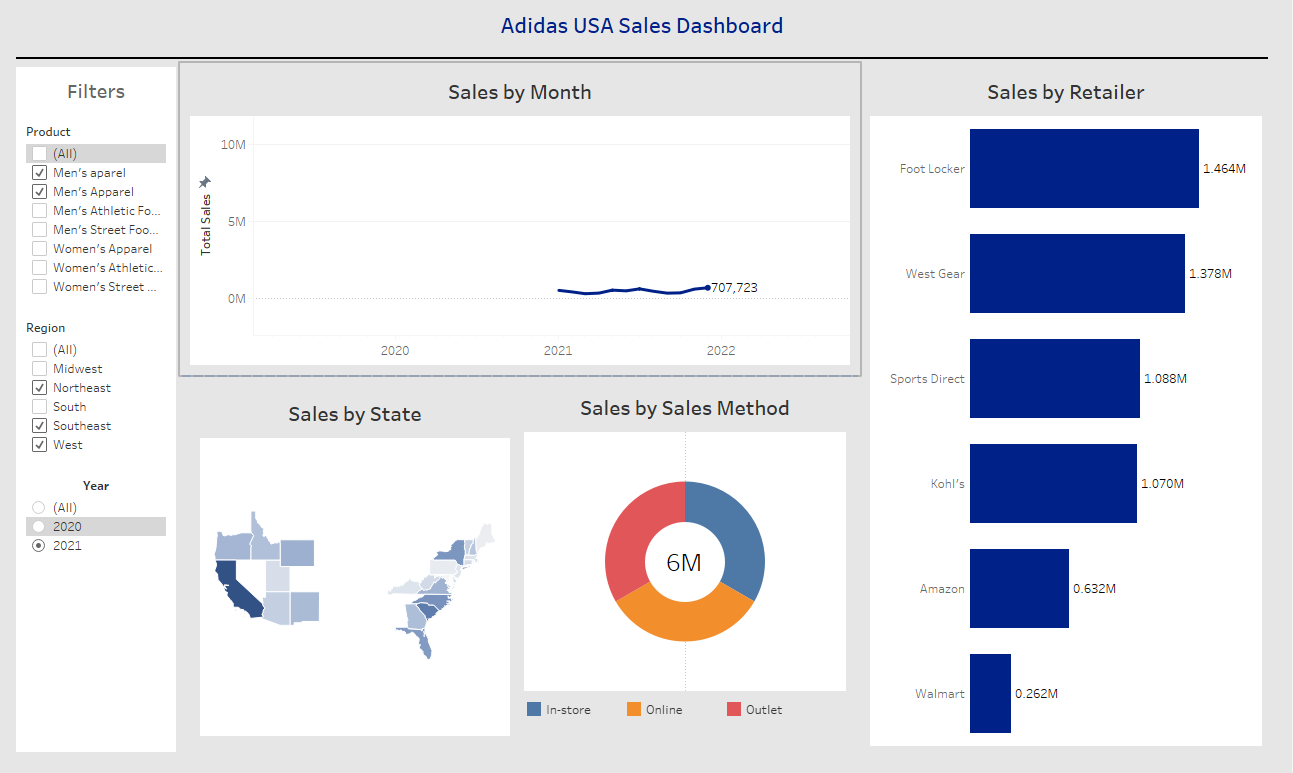 Adidas USA Sales Dashboard
Filters
Product
(All)
Men's aparel
Men's Apparel
Men's Athletic Fo...
Men's Street Foo...
Women's Apparel
Women's Athletic...
Women's Street ...
Region
(All)
Midwest
Northeast
South
Southeast
West
Year
(All)
2020
2021
Sales by Month
Total Sales
10M
5M
0M
707,723
2020
2021
2022
Sales by State
Sales by Sales Method
6M
In-store
Online
Outlet
Sales by Retailer
Foot Locker
1.464M
West Gear
1.378M
Sports Direct
1.088M
Kohl's
1.070M
Amazon
0.632M
Walmart
0.262M